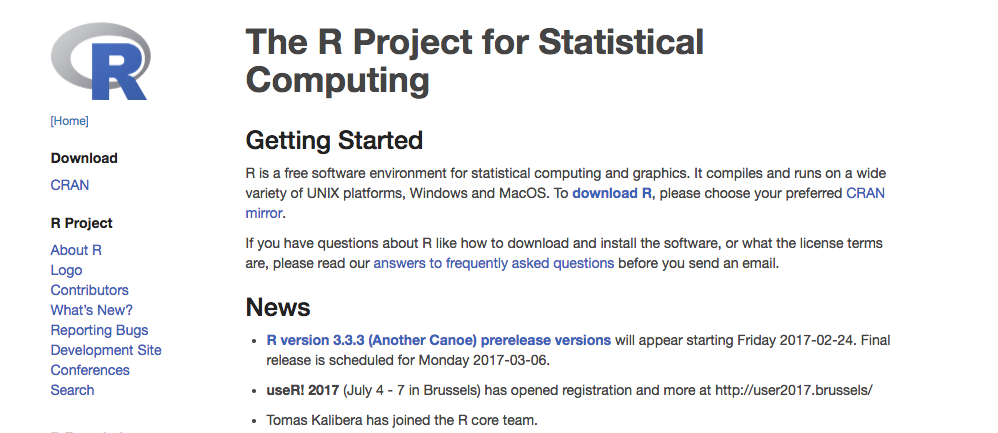 R
[Home]
Download
CRAN
R Project
About R
Logo
Contributors
What's New?
Reporting Bugs
Development Site
Conferences
Search
The R Project for Statistical
Computing
Getting Started
R is a free software environment for statistical computing and graphics. It compiles and runs on a wide
variety of UNIX platforms, Windows and MacOS. To download R, please choose your preferred CRAN
mirror.
If you have questions about R like how to download and install the software, or what the license terms
are, please read our answers to frequently asked questions before you send an email.
News
• R version 3.3.3 (Another Canoe) prerelease versions will appear starting Friday 2017-02-24. Final
release is scheduled for Monday 2017-03-06.
• useR! 2017 (July 4 - 7 in Brussels) has opened registration and more at http://user2017.brussels/
• Tomas Kalibera has joined the R core team.